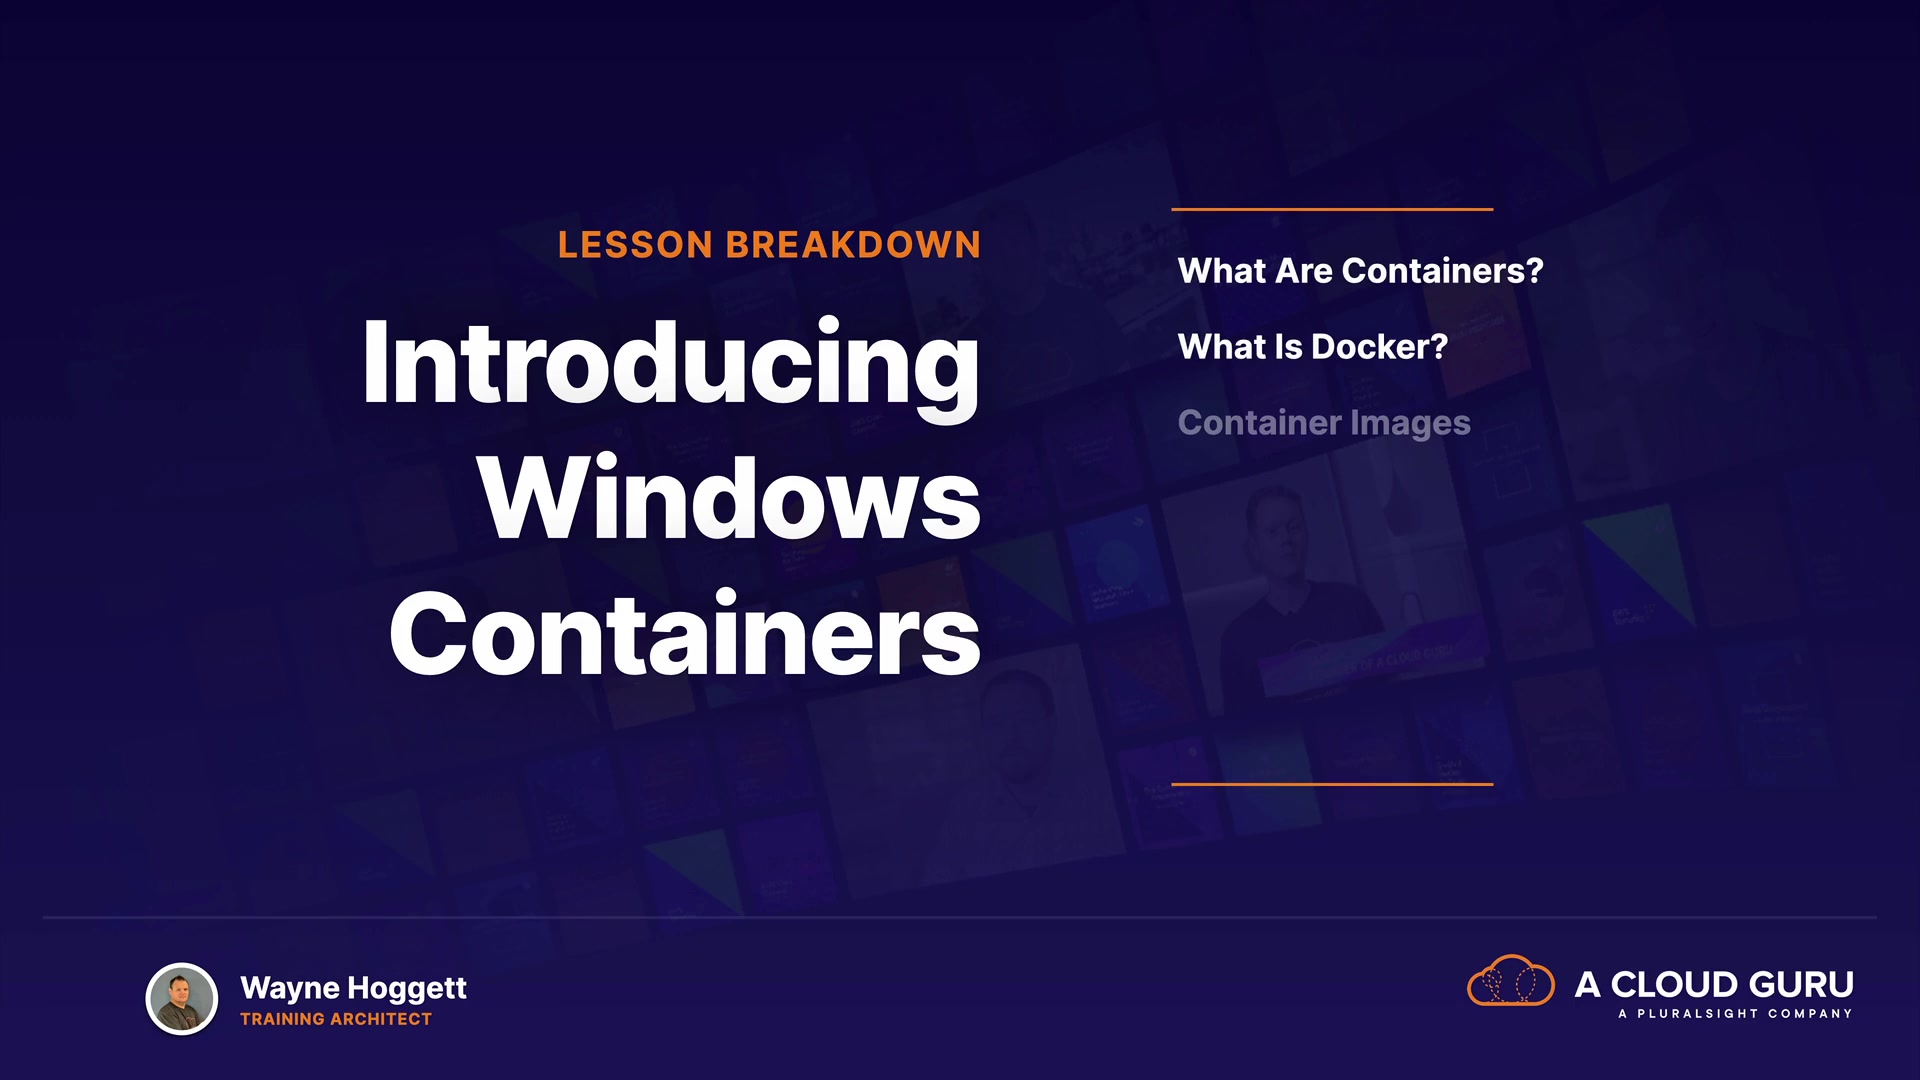 LESSON BREAKDOWN
Introducing
Windows
Containers
What Are Containers?
What Is Docker?
Container Images
Wayne Hoggett
TRAINING ARCHITECT
A CLOUD GURU
A PLURALSIGHT COMPANY